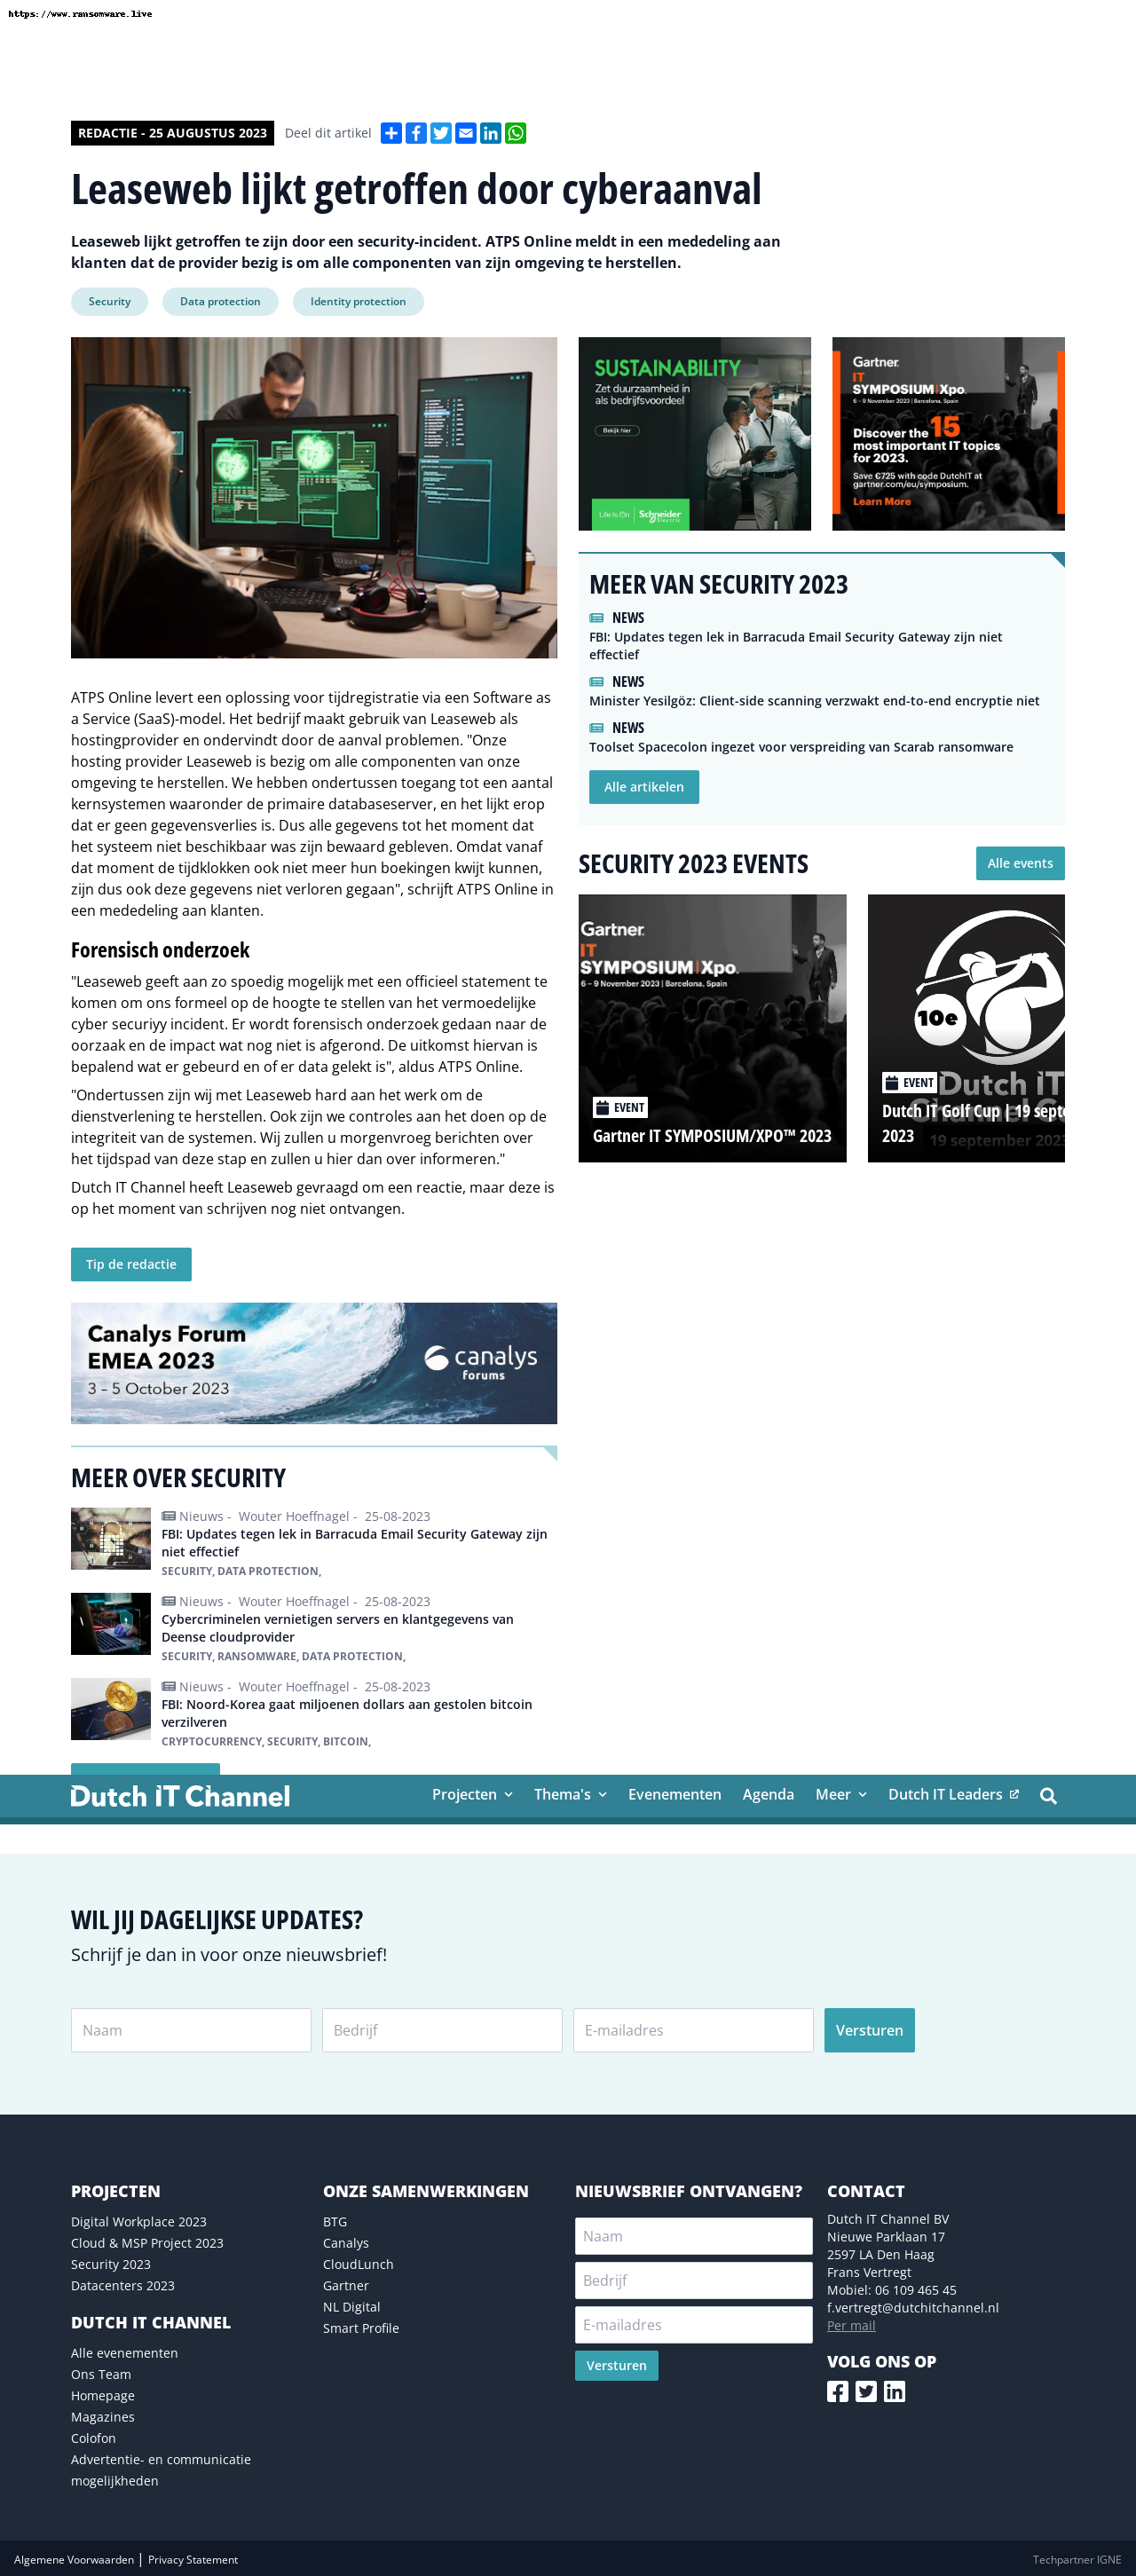 https://www.ransomware.live
REDACTIE - 25 AUGUSTUS 2023
Deel dit artikel
Leaseweb lijkt getroffen door cyberaanval
Leaseweb lijkt getroffen te zijn door een security-incident. ATPS Online meldt in een mededeling aan
klanten dat de provider bezig is om alle componenten van zijn omgeving te herstellen.
Security
Data protection
Identity protection
ATPS Online levert een oplossing voor tijdregistratie via een Software as
a Service (SaaS)-model. Het bedrijf maakt gebruik van Leaseweb als
hostingprovider en ondervindt door de aanval problemen. "Onze
hosting provider Leaseweb is bezig om alle componenten van onze
omgeving te herstellen. We hebben ondertussen toegang tot een aantal
kernsystemen waaronder de primaire databaseserver, en het lijkt erop
dat er geen gegevensverlies is. Dus alle gegevens tot het moment dat
het systeem niet beschikbaar was zijn bewaard gebleven. Omdat vanaf
dat moment de tijdklokken ook niet meer hun boekingen kwijt kunnen,
zijn dus ook deze gegevens niet verloren gegaan", schrijft ATPS Online in
een mededeling aan klanten.
Forensisch onderzoek
"Leaseweb geeft aan zo spoedig mogelijk met een officieel statement te
komen om ons formeel op de hoogte te stellen van het vermoedelijke
cyber securiyy incident. Er wordt forensisch onderzoek gedaan naar de
oorzaak en de impact wat nog niet is afgerond. De uitkomst hiervan is
bepalend wat er gebeurd en of er data gelekt is", aldus ATPS Online.
"Ondertussen zijn wij met Leaseweb hard aan het werk om de
dienstverlening te herstellen. Ook zijn we controles aan het doen op de
integriteit van de systemen. Wij zullen u morgenvroeg berichten over
het tijdspad van deze stap en zullen u hier dan over informeren."
Dutch IT Channel heeft Leaseweb gevraagd om een reactie, maar deze is
op het moment van schrijven nog niet ontvangen.
Tip de redactie
Canalys Forum
EMEA 2023
3 – 5 October 2023
canalys
forums
MEER OVER SECURITY
Nieuws - Wouter Hoeffnagel - 25-08-2023
FBI: Updates tegen lek in Barracuda Email Security Gateway zijn
niet effectief
SECURITY, DATA PROTECTION,
Nieuws - Wouter Hoeffnagel - 25-08-2023
Cybercriminelen vernietigen servers en klantgegevens van
Deense cloudprovider
SECURITY, RANSOMWARE, DATA PROTECTION,
Nieuws - Wouter Hoeffnagel - 25-08-2023
FBI: Noord-Korea gaat miljoenen dollars aan gestolen bitcoin
verzilveren
CRYPTOCURRENCY, SECURITY, BITCOIN,
SUSTAINABILITY
Zet duurzaamheid in
als bedrijfsvoordeel
Bekijk hier
Life Is On
Schneider
Electric
Gartner
IT
SYMPOSIUM Xpo
6 – 9 November 2023 | Barcelona, Spain
Discover the 15
most important IT topics
for 2023.
Save €725 with code DutchIT at
gartner.com/eu/symposium.
Learn More
MEER VAN SECURITY 2023
NEWS
FBI: Updates tegen lek in Barracuda Email Security Gateway zijn niet
effectief
NEWS
Minister Yesilgöz: Client-side scanning verzwakt end-to-end encryptie niet
NEWS
Toolset Spacecolon ingezet voor verspreiding van Scarab ransomware
Alle artikelen
SECURITY 2023 EVENTS
Alle events
Gartner
IT
SYMPOSIUM Xpo
6 – 9 November 2023 | Barcelona, Spain
EVENT
Gartner IT SYMPOSIUM/XPO™ 2023
10e
Dutch IT
EVENT
Dutch IT Golf Cup | 19 septe
2023
19 september 2023
Dutch IT Channel
Projecten
Thema's
Evenementen
Agenda
Meer
Dutch IT Leaders
WIL JIJ DAGELIJKSE UPDATES?
Schrijf je dan in voor onze nieuwsbrief!
Naam
Bedrijf
E-mailadres
Versturen
PROJECTEN
Digital Workplace 2023
Cloud & MSP Project 2023
Security 2023
Datacenters 2023
DUTCH IT CHANNEL
Alle evenementen
Ons Team
Homepage
Magazines
Colofon
Advertentie- en communicatie
mogelijkheden
ONZE SAMENWERKINGEN
BTG
Canalys
CloudLunch
Gartner
NL Digital
Smart Profile
NIEUWSBRIEF ONTVANGEN?
Naam
Bedrijf
E-mailadres
Versturen
CONTACT
Dutch IT Channel BV
Nieuwe Parklaan 17
2597 LA Den Haag
Frans Vertregt
Mobiel: 06 109 465 45
f.vertregt@dutchitchannel.nl
Per mail
VOLG ONS OP
Algemene Voorwaarden | Privacy Statement
Techpartner IGNE